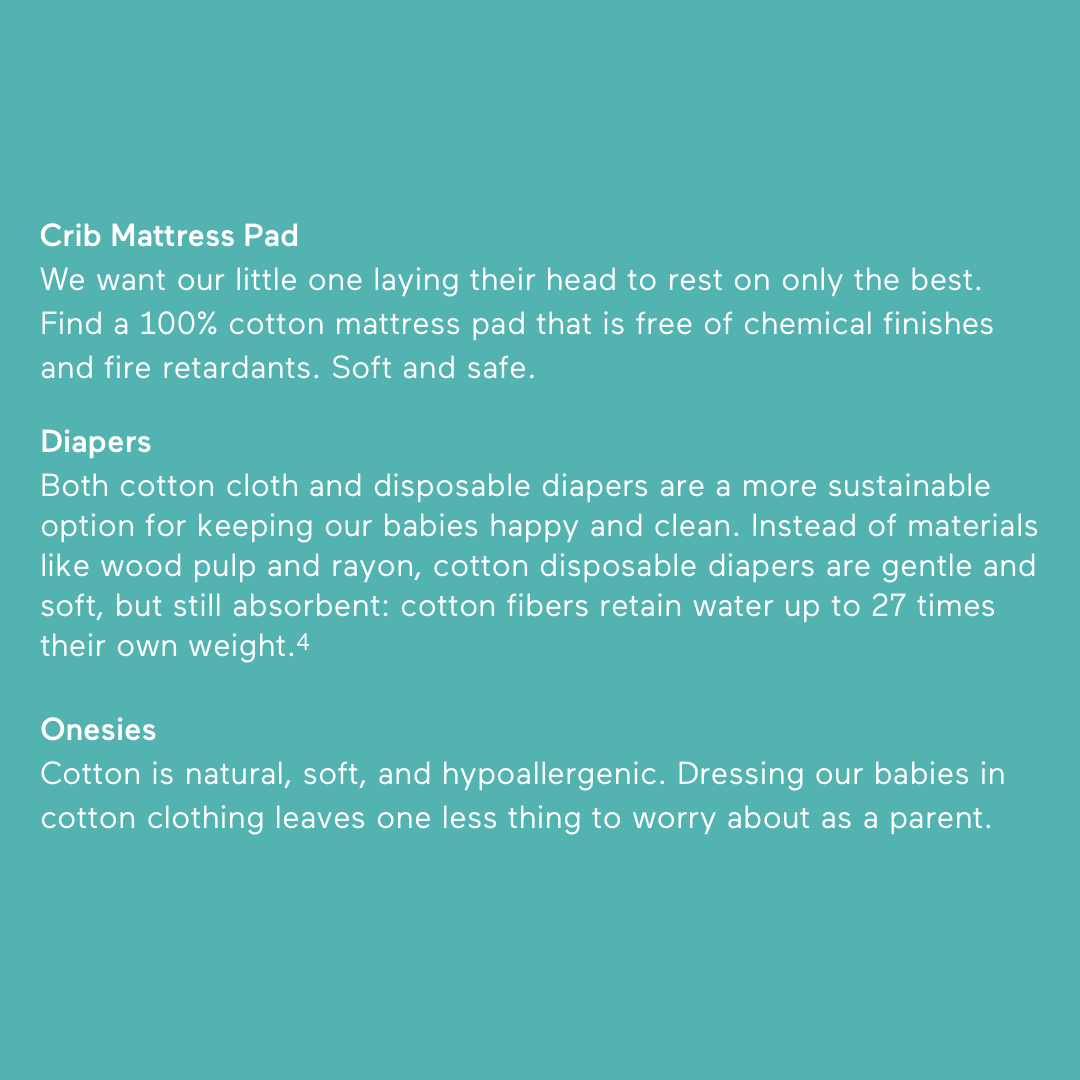 Crib Mattress Pad
We want our little one laying their head to rest on only the best.
Find a 100% cotton mattress pad that is free of chemical finishes
and fire retardants. Soft and safe.
Diapers
Both cotton cloth and disposable diapers are a more sustainable
option for keeping our babies happy and clean. Instead of materials
like wood pulp and rayon, cotton disposable diapers are gentle and
soft, but still absorbent: cotton fibers retain water up to 27 times
their own weight.⁴
Onesies
Cotton is natural, soft, and hypoallergenic. Dressing our babies in
cotton clothing leaves one less thing to worry about as a parent.